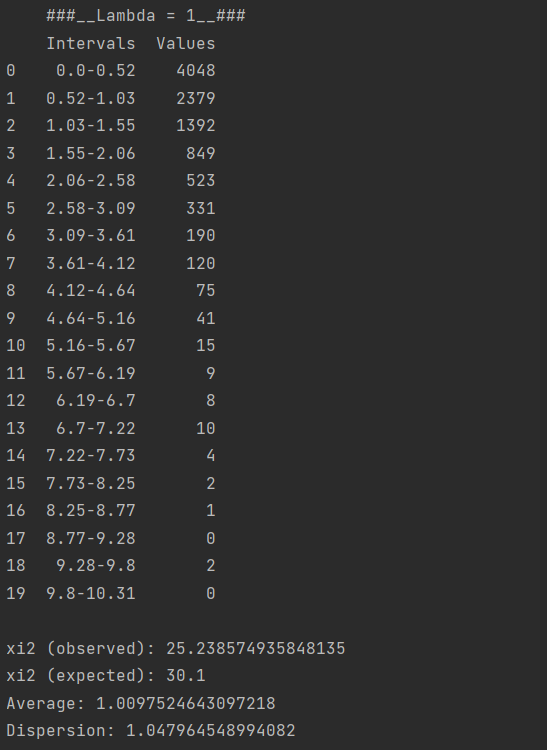 ###__Lambda = 1__###
Intervals Values
0 0.0-0.52 4048
1 0.52-1.03 2379
2 1.03-1.55 1392
3 1.55-2.06 849
4 2.06-2.58 523
5 2.58-3.09 331
6 3.09-3.61 190
7 3.61-4.12 120
8 4.12-4.64 75
9 4.64-5.16 41
10 5.16-5.67 15
11 5.67-6.19 9
12 6.19-6.7 8
13 6.7-7.22 10
14 7.22-7.73 4
15 7.73-8.25 2
16 8.25-8.77 1
17 8.77-9.28 0
18 9.28-9.8 2
19 9.8-10.31 0
xi2 (observed): 25.238574935848135
xi2 (expected): 30.1
Average: 1.0097524643097218
Dispersion: 1.047964548994082